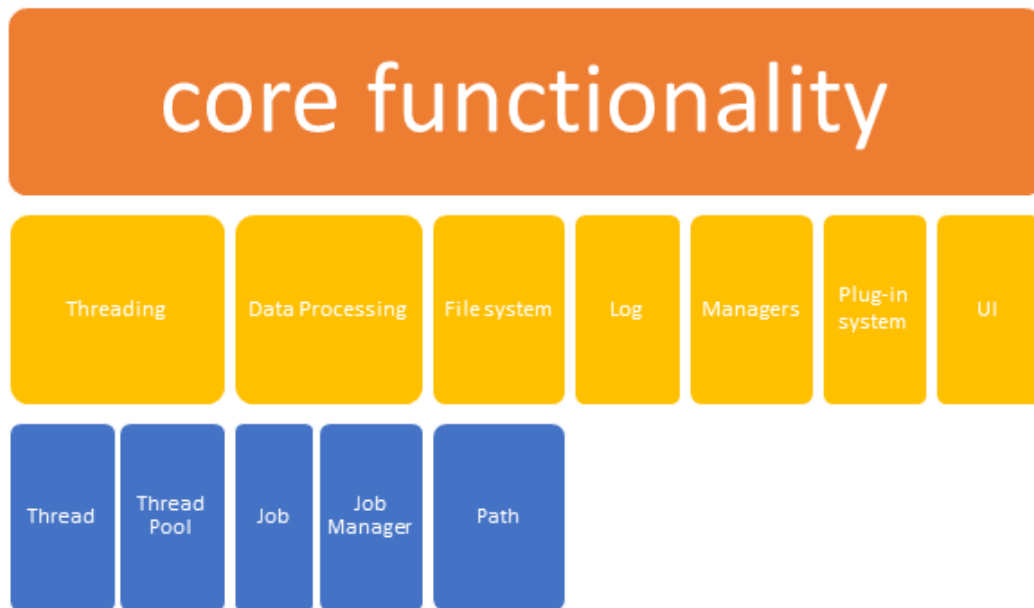 core functionality
Threading
Data Processing
File system
Log
Managers
Plug-in
system
UI
Thread
Thread
Pool
Job
Job
Manager
Path